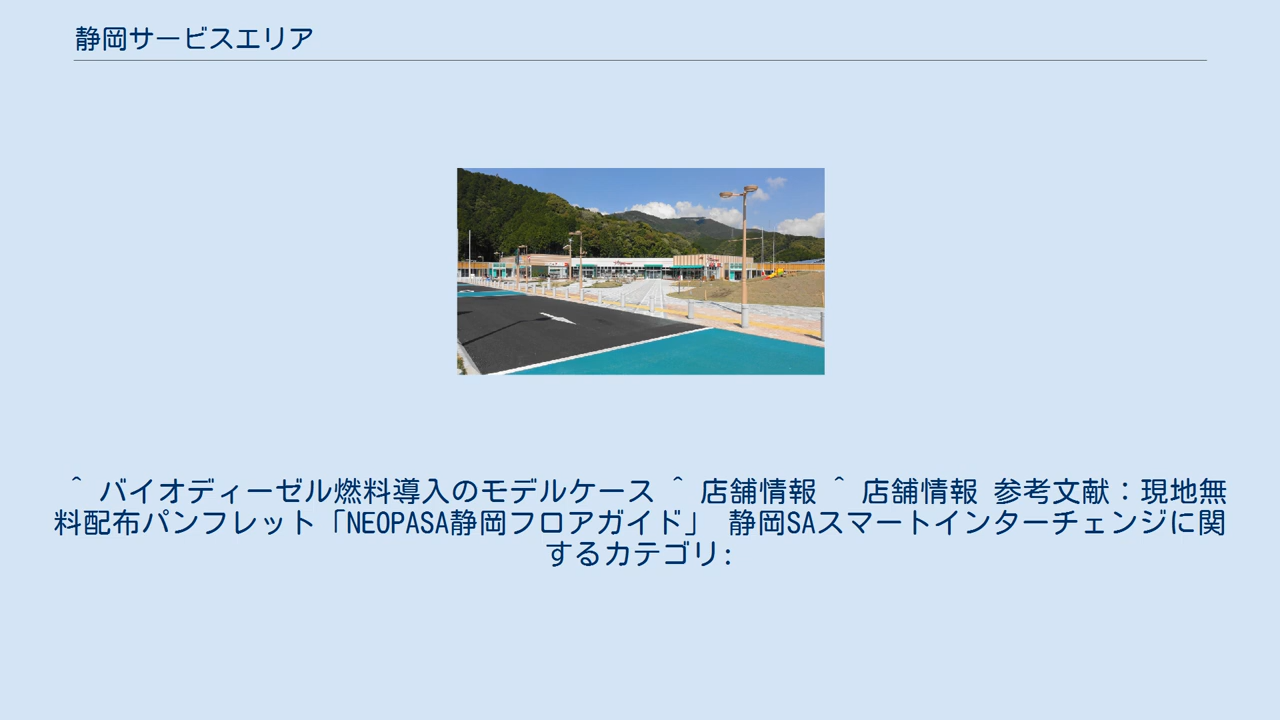 静岡サービスエリア
^ バイオディーゼル燃料導入のモデルケース ^ 店舗情報 ^ 店舗情報 参考文献：現地無
料配布パンフレット「NEOPASA静岡フロアガイド」 静岡SAスマートインターチェンジに関
するカテゴリ: